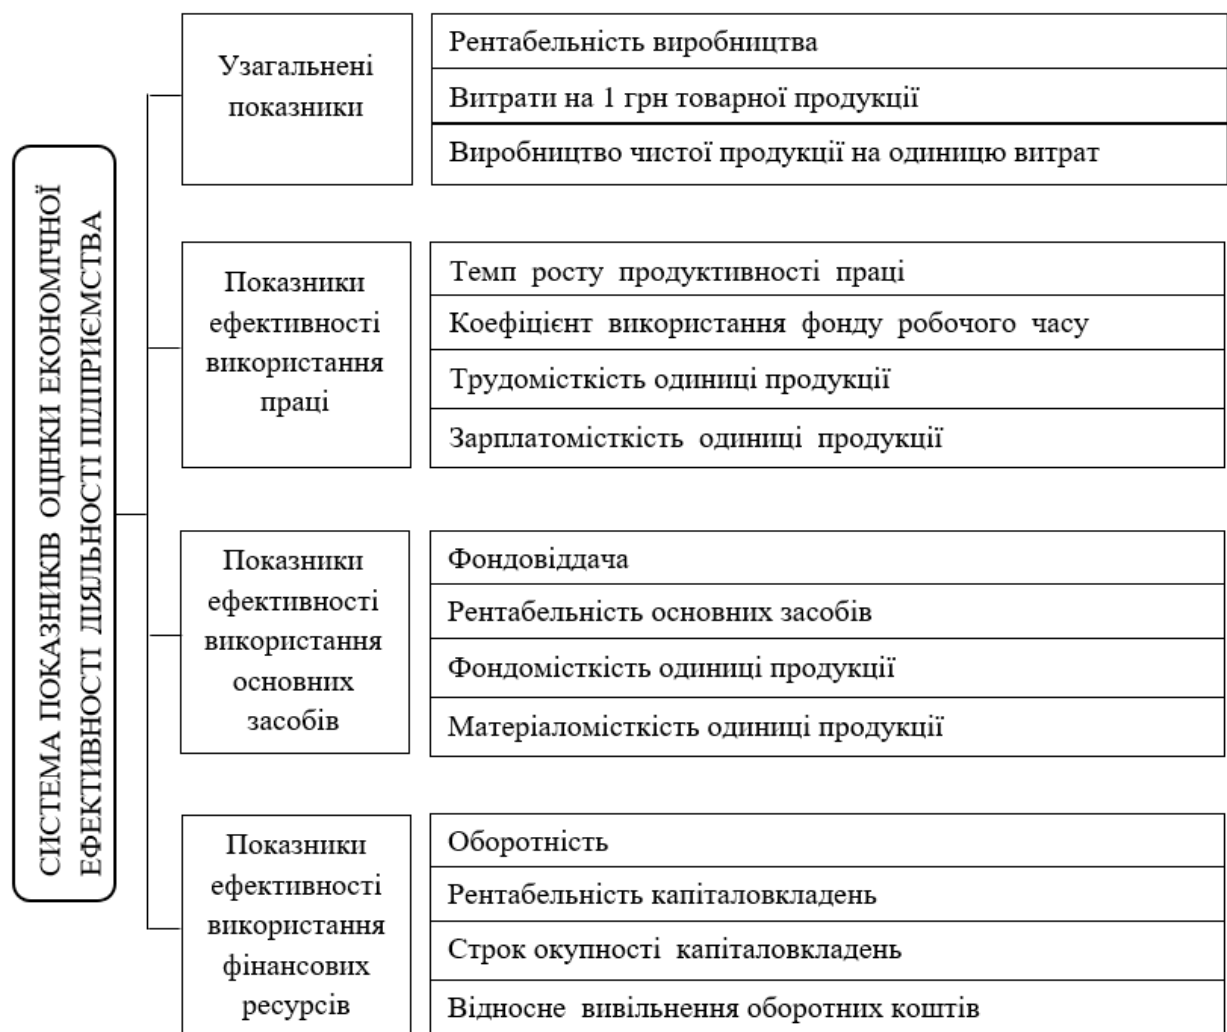 СИСТЕМА ПОКАЗНИКІВ ОЦІНКИ ЕКОНОМІЧНОЇ
ЕФЕКТИВНОСТІ ДІЯЛЬНОСТІ ПІДПРИЄМСТВА
Узагальнені
показники
Рентабельність виробництва
Витрати на 1 грн товарної продукції
Виробництво чистої продукції на одиницю витрат
Показники
ефективності
використання
праці
Темп росту продуктивності праці
Коефіцієнт використання фонду робочого часу
Трудомісткість одиниці продукції
Зарплатомісткість одиниці продукції
Показники
ефективності
використання
основних
засобів
Фондовіддача
Рентабельність основних засобів
Фондомісткість одиниці продукції
Матеріаломісткість одиниці продукції
Показники
ефективності
використання
фінансових
ресурсів
Оборотність
Рентабельність капіталовкладень
Строк окупності капіталовкладень
Відносне вивільнення оборотних коштів